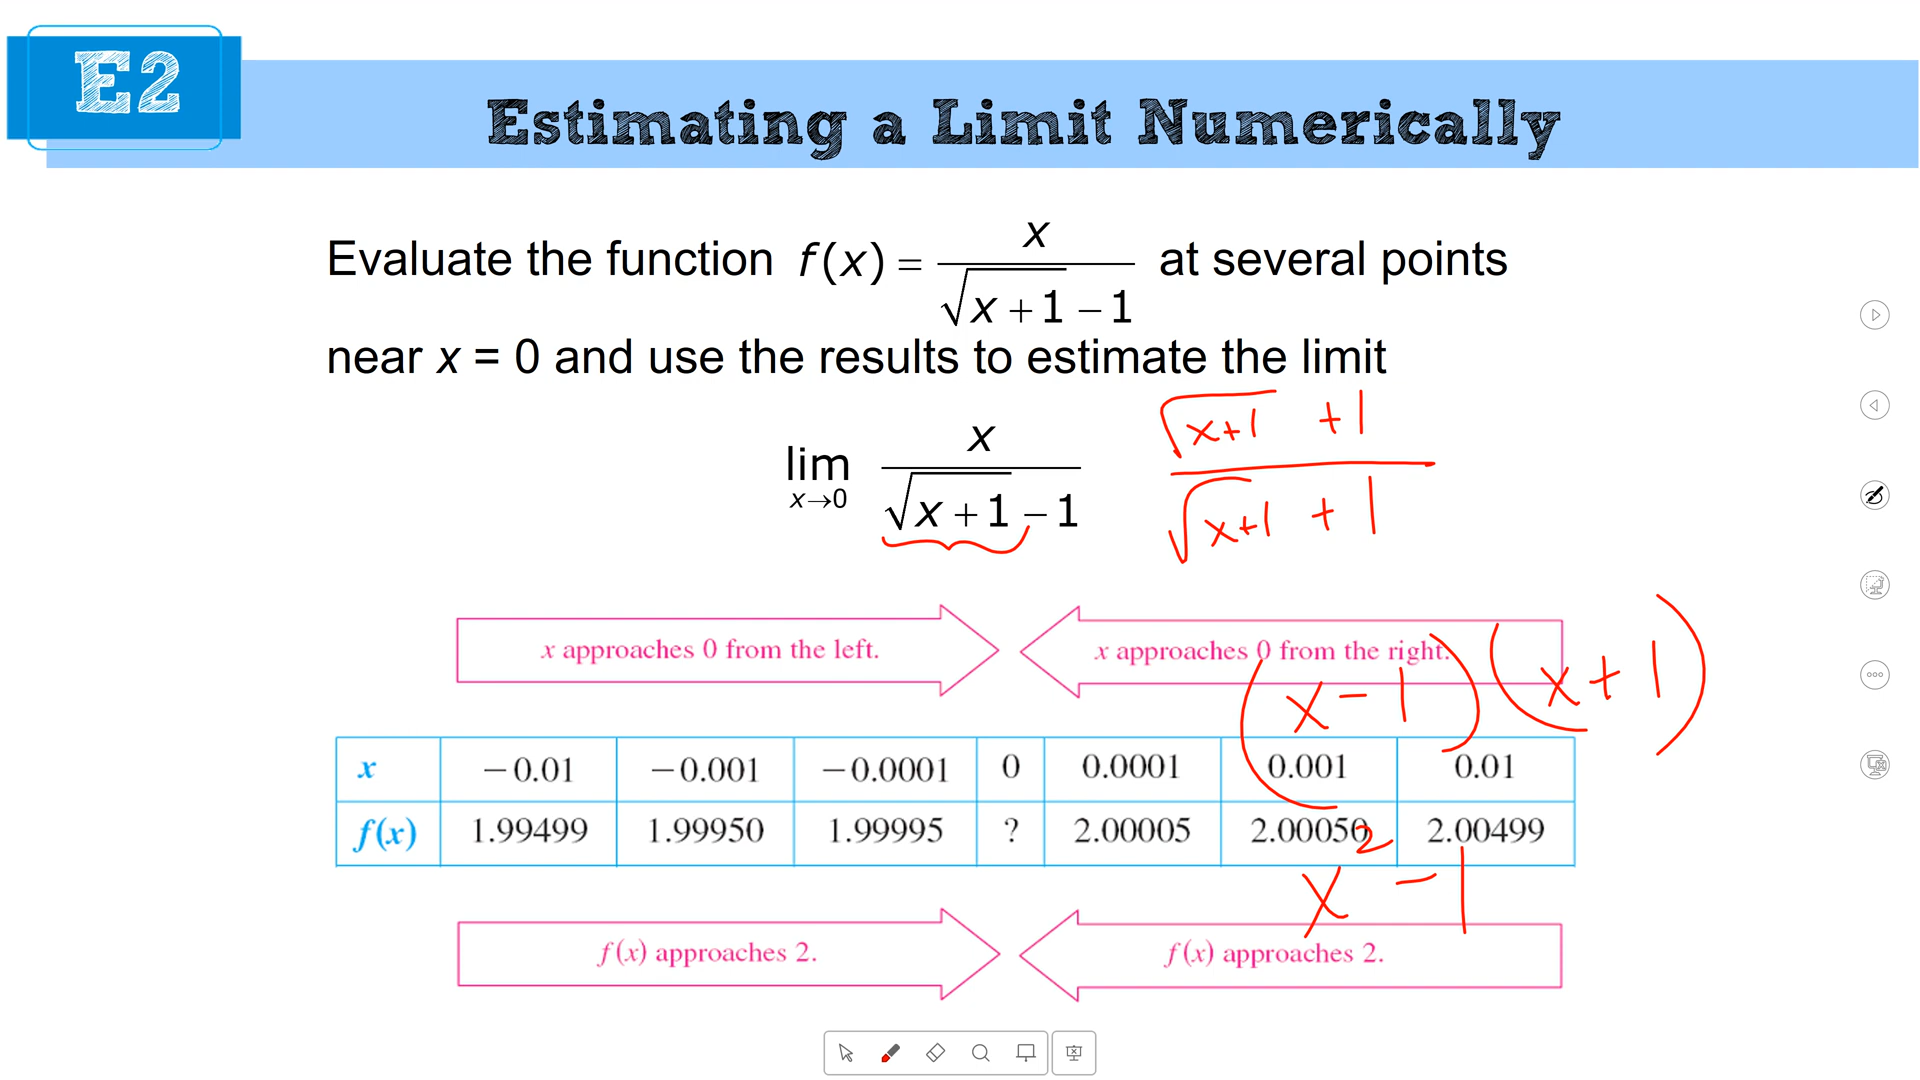 E2
Estimating a Limit Numerically
Evaluate the function f(x) = x / (√(x+1) − 1) at several points
near x = 0 and use the results to estimate the limit
lim x→0 x / (√(x+1) − 1)
√(x+1) + 1
√(x+1) + 1
x approaches 0 from the left.
x approaches 0 from the right.
(x − 1) (x + 1)
x −0.01 −0.001 −0.0001 0 0.0001 0.001 0.01
f(x) 1.99499 1.99950 1.99995 ? 2.00005 2.00050 2.00499
x² − 1
f(x) approaches 2.
f(x) approaches 2.